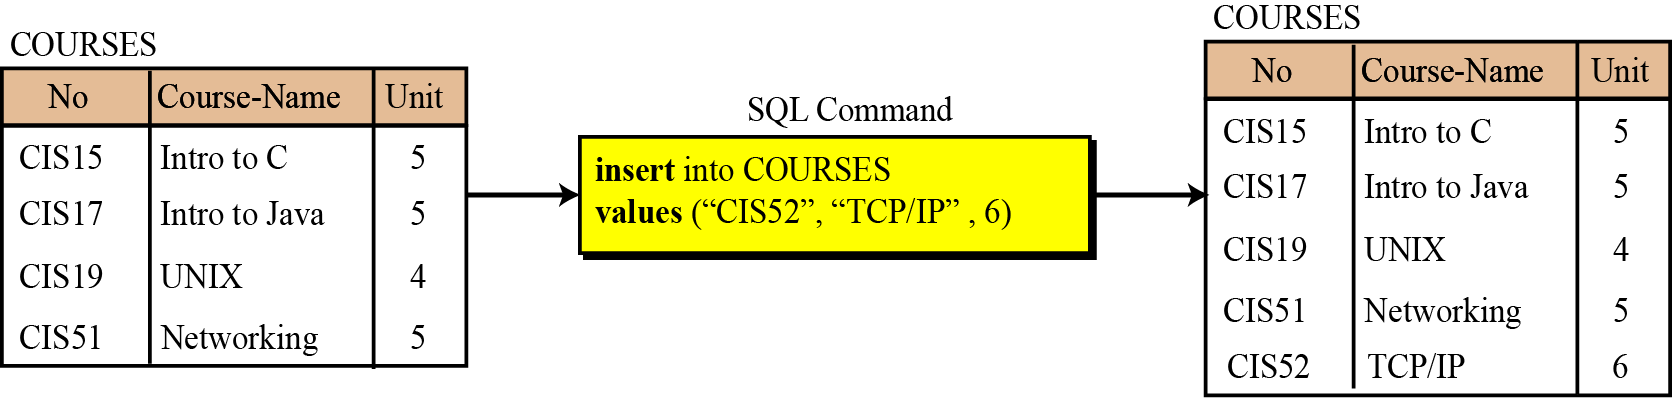 COURSES
No Course-Name Unit
CIS15 Intro to C 5
CIS17 Intro to Java 5
CIS19 UNIX 4
CIS51 Networking 5
SQL Command
insert into COURSES
values (“CIS52”, “TCP/IP” , 6)
COURSES
No Course-Name Unit
CIS15 Intro to C 5
CIS17 Intro to Java 5
CIS19 UNIX 4
CIS51 Networking 5
CIS52 TCP/IP 6